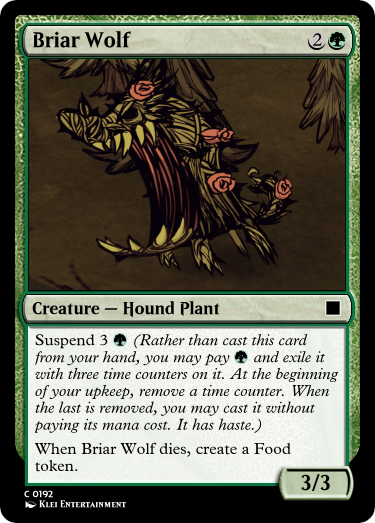 Briar Wolf 2
Creature — Hound Plant
Suspend 3 (Rather than cast this card
from your hand, you may pay and exile it
with three time counters on it. At the beginning
of your upkeep, remove a time counter. When
the last is removed, you may cast it without
paying its mana cost. It has haste.)
When Briar Wolf dies, create a Food
token.
3/3
C 0192
Klei Entertainment